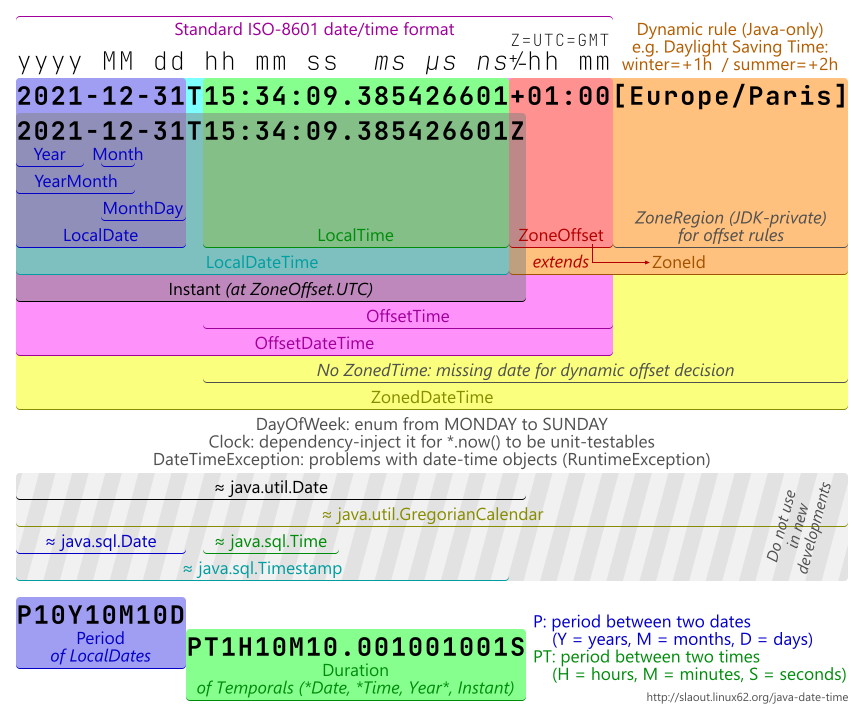 Standard ISO-8601 date/time format
Dynamic rule (Java-only)
e.g. Daylight Saving Time:
winter=+1h / summer=+2h
Z=UTC=GMT
yyyy MM dd hh mm ss ms µs ns+/-hh mm
2021-12-31T15:34:09.385426601+01:00[Europe/Paris]
2021-12-31T15:34:09.385426601Z
Year Month
YearMonth
MonthDay
LocalDate LocalTime ZoneOffset
ZoneRegion (JDK-private)
for offset rules
LocalDateTime extends ZoneId
Instant (at ZoneOffset.UTC)
OffsetTime
OffsetDateTime
No ZonedTime: missing date for dynamic offset decision
ZonedDateTime
DayOfWeek: enum from MONDAY to SUNDAY
Clock: dependency-inject it for *.now() to be unit-testables
DateTimeException: problems with date-time objects (RuntimeException)
≈ java.util.Date
≈ java.util.GregorianCalendar
≈ java.sql.Date ≈ java.sql.Time
≈ java.sql.Timestamp
Do not use
in new
developments
P10Y10M10D
Period
of LocalDates
PT1H10M10.001001001S
Duration
of Temporals (*Date, *Time, Year*, Instant)
P: period between two dates
(Y = years, M = months, D = days)
PT: period between two times
(H = hours, M = minutes, S = seconds)
http://slaout.linux62.org/java-date-time